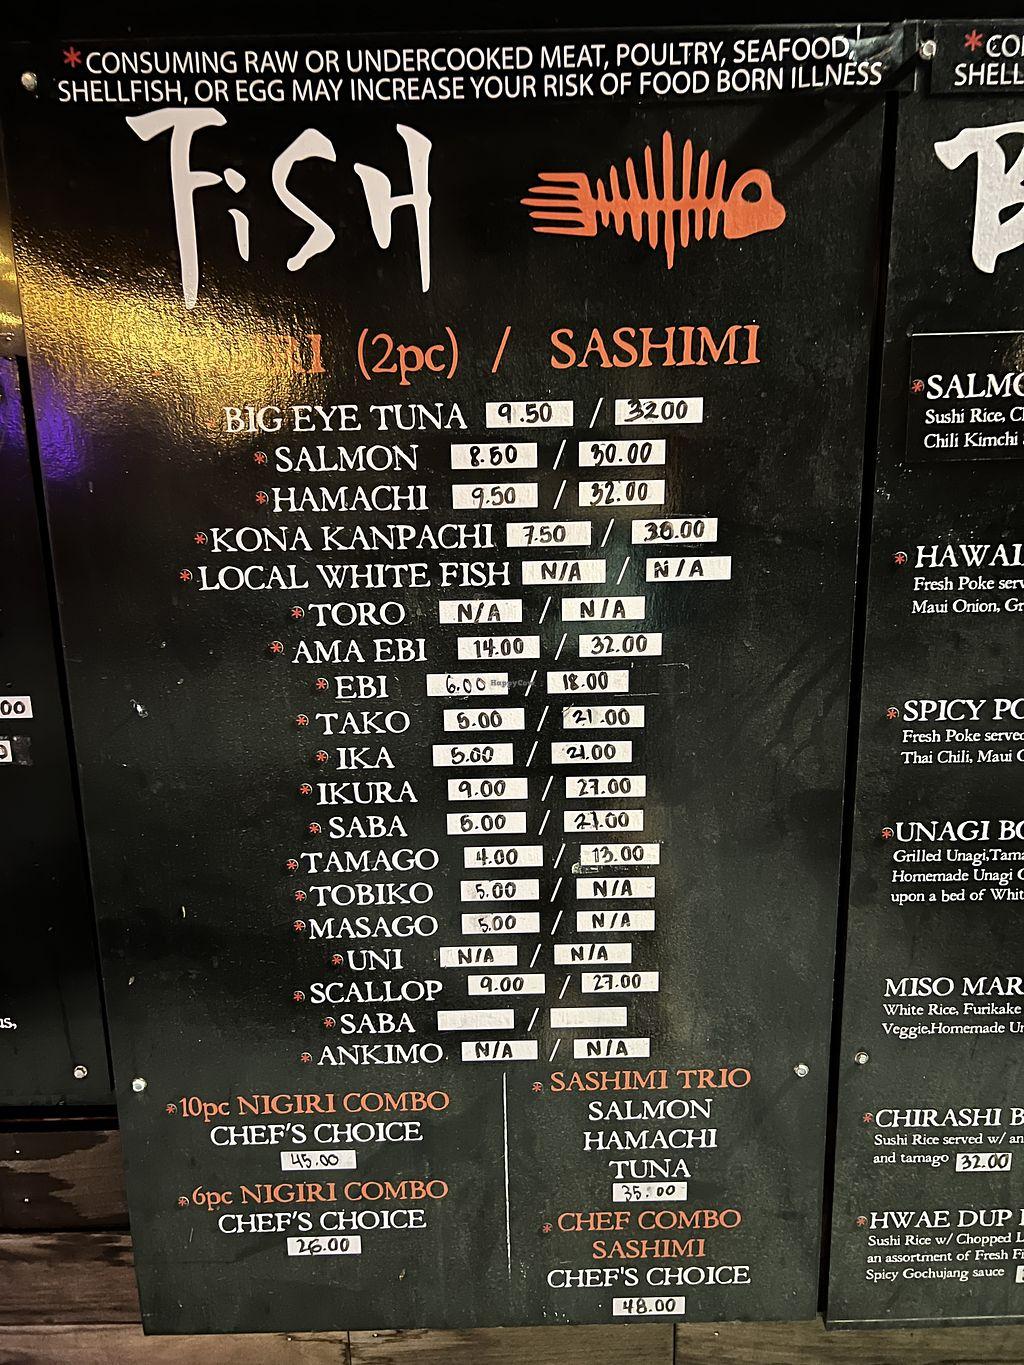 *CONSUMING RAW OR UNDERCOOKED MEAT, POULTRY, SEAFOOD,
SHELLFISH, OR EGG MAY INCREASE YOUR RISK OF FOOD BORN ILLNESS
FiSH
(2pc) / SASHIMI
BIG EYE TUNA 9.50 / 3200
*SALMON 8.50 / 30.00
*HAMACHI 9.50 / 32.00
*KONA KANPACHI 7.50 / 30.00
*LOCAL WHITE FISH N/A / N/A
*TORO N/A / N/A
*AMA EBI 14.00 / 32.00
*EBI 6.00 / 18.00
*TAKO 5.00 / 21.00
*IKA 5.00 / 21.00
*IKURA 9.00 / 27.00
*SABA 5.00 / 21.00
*TAMAGO 4.00 / 13.00
*TOBIKO 5.00 / N/A
*MASAGO 5.00 / N/A
*UNI N/A / N/A
*SCALLOP 9.00 / 27.00
*SABA /
*ANKIMO N/A / N/A
*10pc NIGIRI COMBO
CHEF'S CHOICE
45.00
*6pc NIGIRI COMBO
CHEF'S CHOICE
26.00
*SASHIMI TRIO
SALMON
HAMACHI
TUNA
35.00
*CHEF COMBO
SASHIMI
CHEF'S CHOICE
48.00
Sushi Rice,
Chili Kimchi
Fresh Poke
Maui Onion,
*SPICY
Fresh Poke served
Thai Chili, Maui
*UNAGI
Grilled Unagi,
Homemade Unagi
upon a bed of
MISO
White Rice, Furikake
Veggie, Homemade
*CHIRASHI
Sushi Rice served w/
and tamago 32.00
*HWAE DUP
Sushi Rice w/ Chopped
an assortment of Fresh
Spicy Gochujang sauce
HappyCow